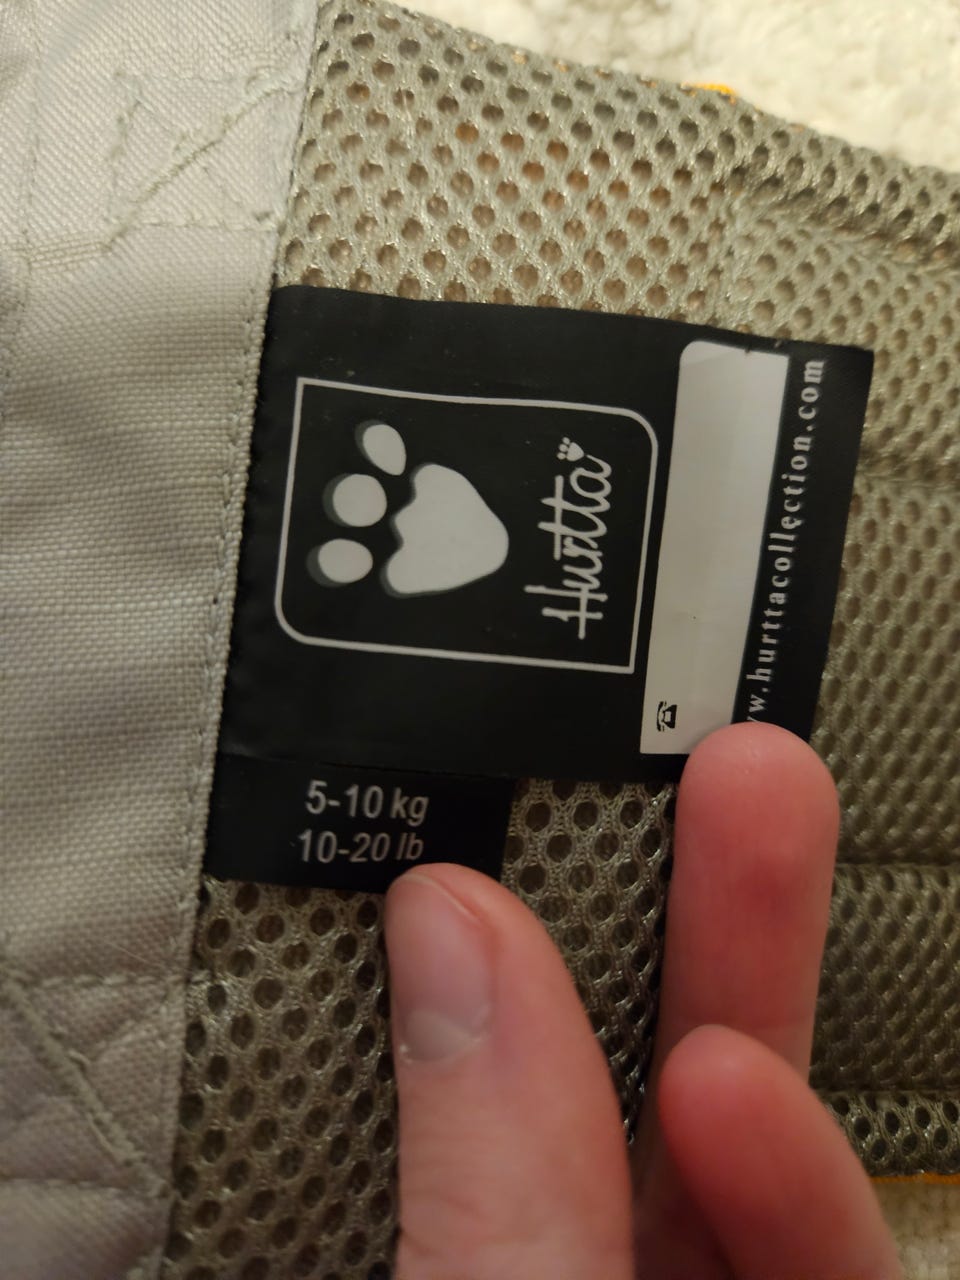 Hurtta
www.hurttacollection.com
5-10 kg
10-20 lb